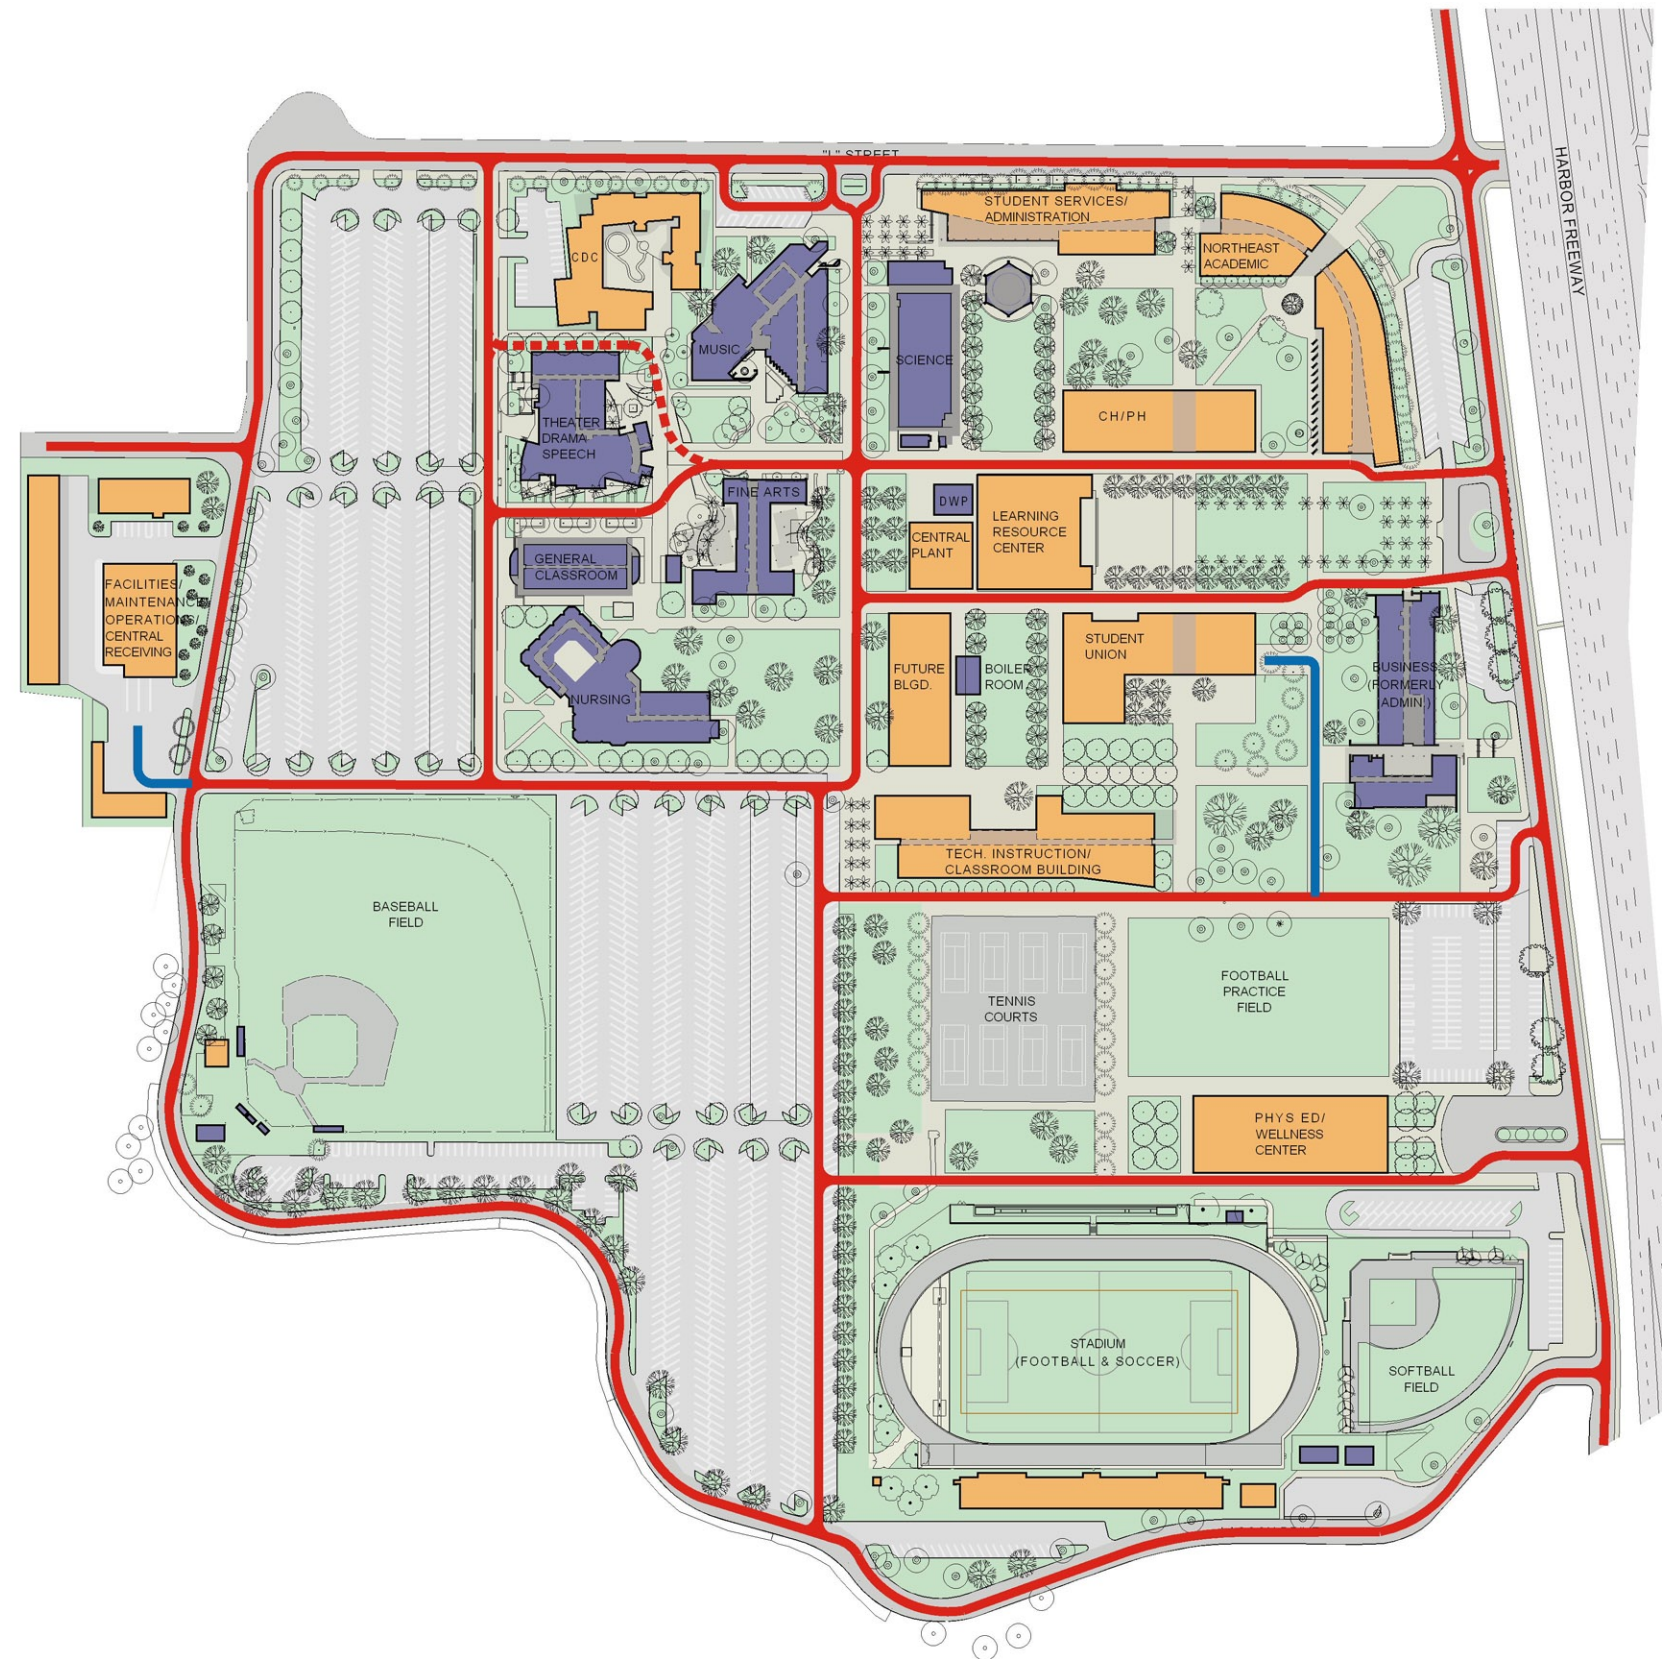 "L" STREET
HARBOR FREEWAY
STUDENT SERVICES/
ADMINISTRATION
NORTHEAST
ACADEMIC
CDC
MUSIC
SCIENCE
CH/PH
THEATER
DRAMA
SPEECH
FINE ARTS
DWP
LEARNING
RESOURCE
CENTER
CENTRAL
PLANT
GENERAL
CLASSROOM
FACILITIES/
MAINTENANCE
OPERATIONS/
CENTRAL
RECEIVING
STUDENT
UNION
FUTURE
BLGD.
BOILER
ROOM
BUSINESS
(FORMERLY
ADMIN.)
NURSING
TECH. INSTRUCTION/
CLASSROOM BUILDING
BASEBALL
FIELD
TENNIS
COURTS
FOOTBALL
PRACTICE
FIELD
PHYS ED/
WELLNESS
CENTER
STADIUM
(FOOTBALL & SOCCER)
SOFTBALL
FIELD